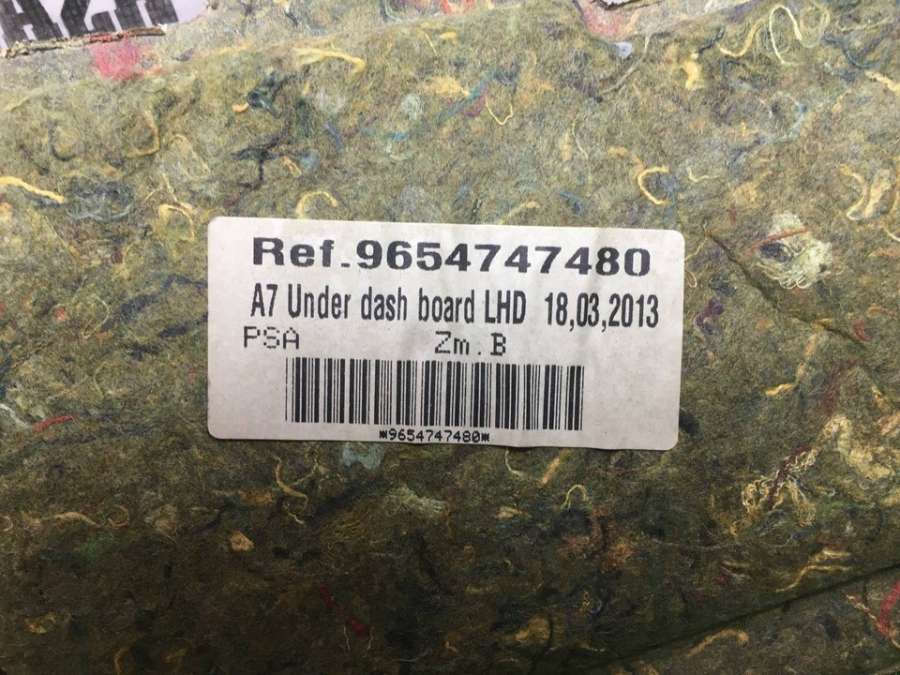 Ref.9654747480
A7 Under dash board LHD 18,03,2013
PSA Zm.B
*9654747480*